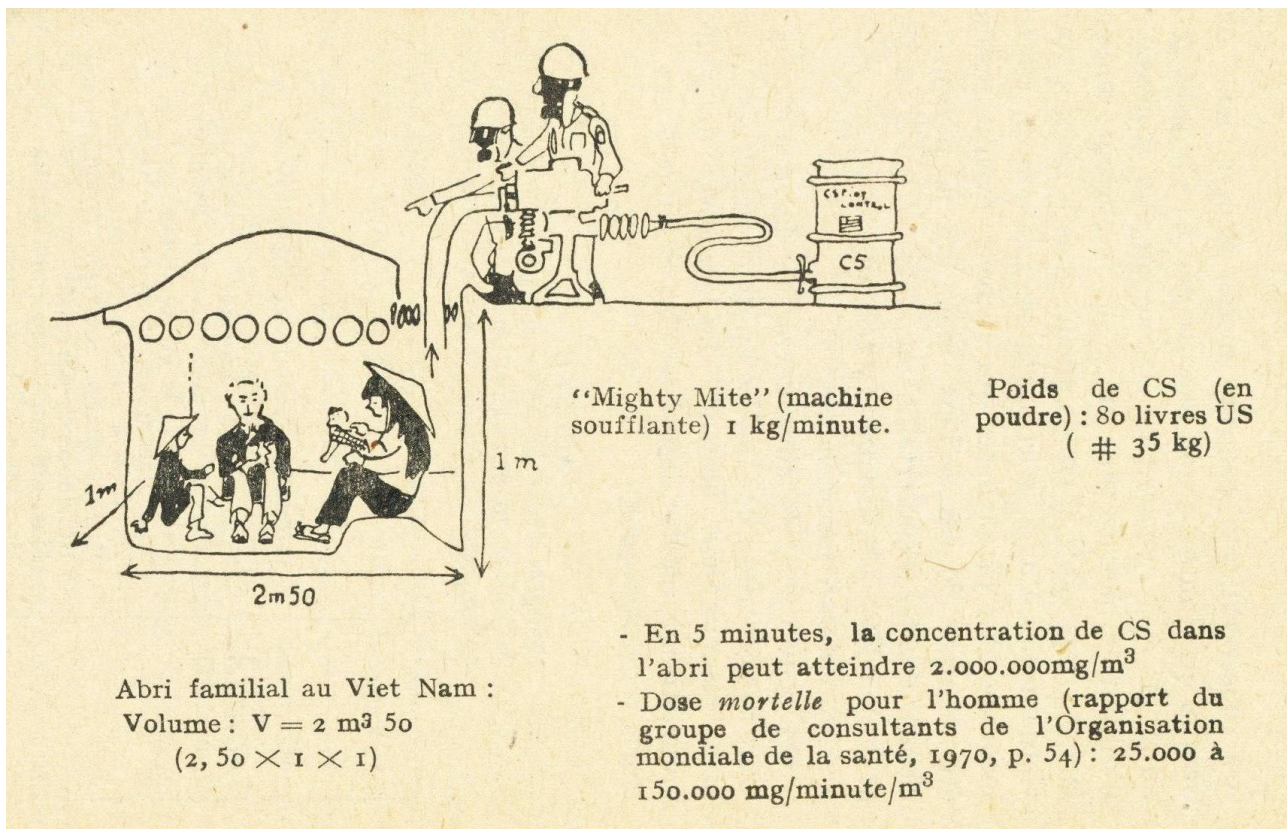 CS RIOT
CONTROL
CS
1 m
1m
2m50
"Mighty Mite" (machine
soufflante) 1 kg/minute.
Poids de CS (en
poudre) : 80 livres US
( # 35 kg)
Abri familial au Viet Nam :
Volume : V = 2 m³ 50
(2, 50 × 1 × 1)
- En 5 minutes, la concentration de CS dans
l'abri peut atteindre 2.000.000mg/m³
- Dose mortelle pour l'homme (rapport du
groupe de consultants de l'Organisation
mondiale de la santé, 1970, p. 54) : 25.000 à
150.000 mg/minute/m³